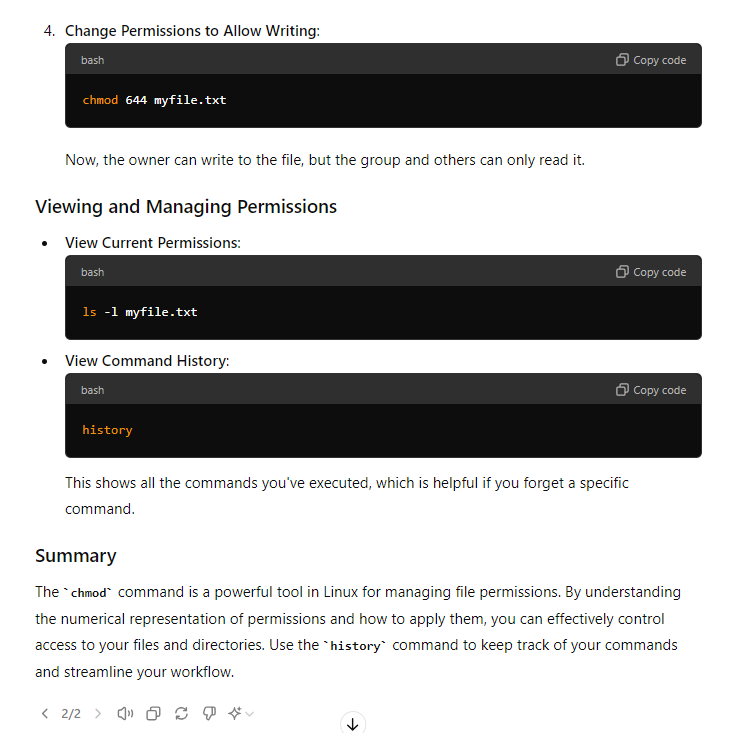 4. Change Permissions to Allow Writing:
bash Copy code
chmod 644 myfile.txt
Now, the owner can write to the file, but the group and others can only read it.
Viewing and Managing Permissions
• View Current Permissions:
bash Copy code
ls -l myfile.txt
• View Command History:
bash Copy code
history
This shows all the commands you've executed, which is helpful if you forget a specific
command.
Summary
The `chmod` command is a powerful tool in Linux for managing file permissions. By understanding
the numerical representation of permissions and how to apply them, you can effectively control
access to your files and directories. Use the `history` command to keep track of your commands
and streamline your workflow.
2/2